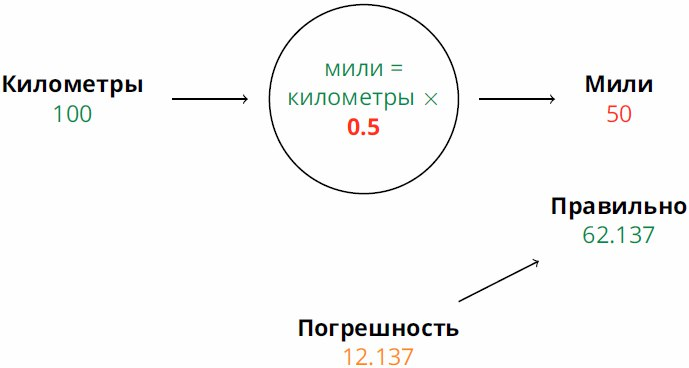 Километры
100
мили =
километры ×
0.5
Мили
50
Правильно
62.137
Погрешность
12.137